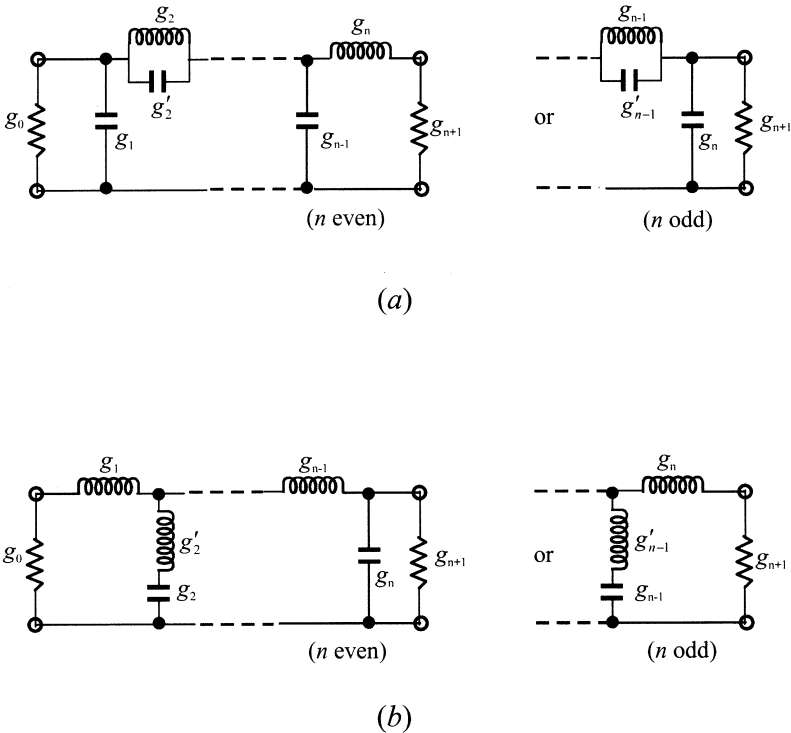 g₂
g′₂
g₀
g₁
gₙ
gₙ₋₁
gₙ₊₁
(n even)
or
gₙ₋₁
g′ₙ₋₁
gₙ
gₙ₊₁
(n odd)
(a)
g₁
g′₂
g₂
g₀
gₙ₋₁
gₙ
gₙ₊₁
(n even)
or
gₙ
g′ₙ₋₁
gₙ₋₁
gₙ₊₁
(n odd)
(b)